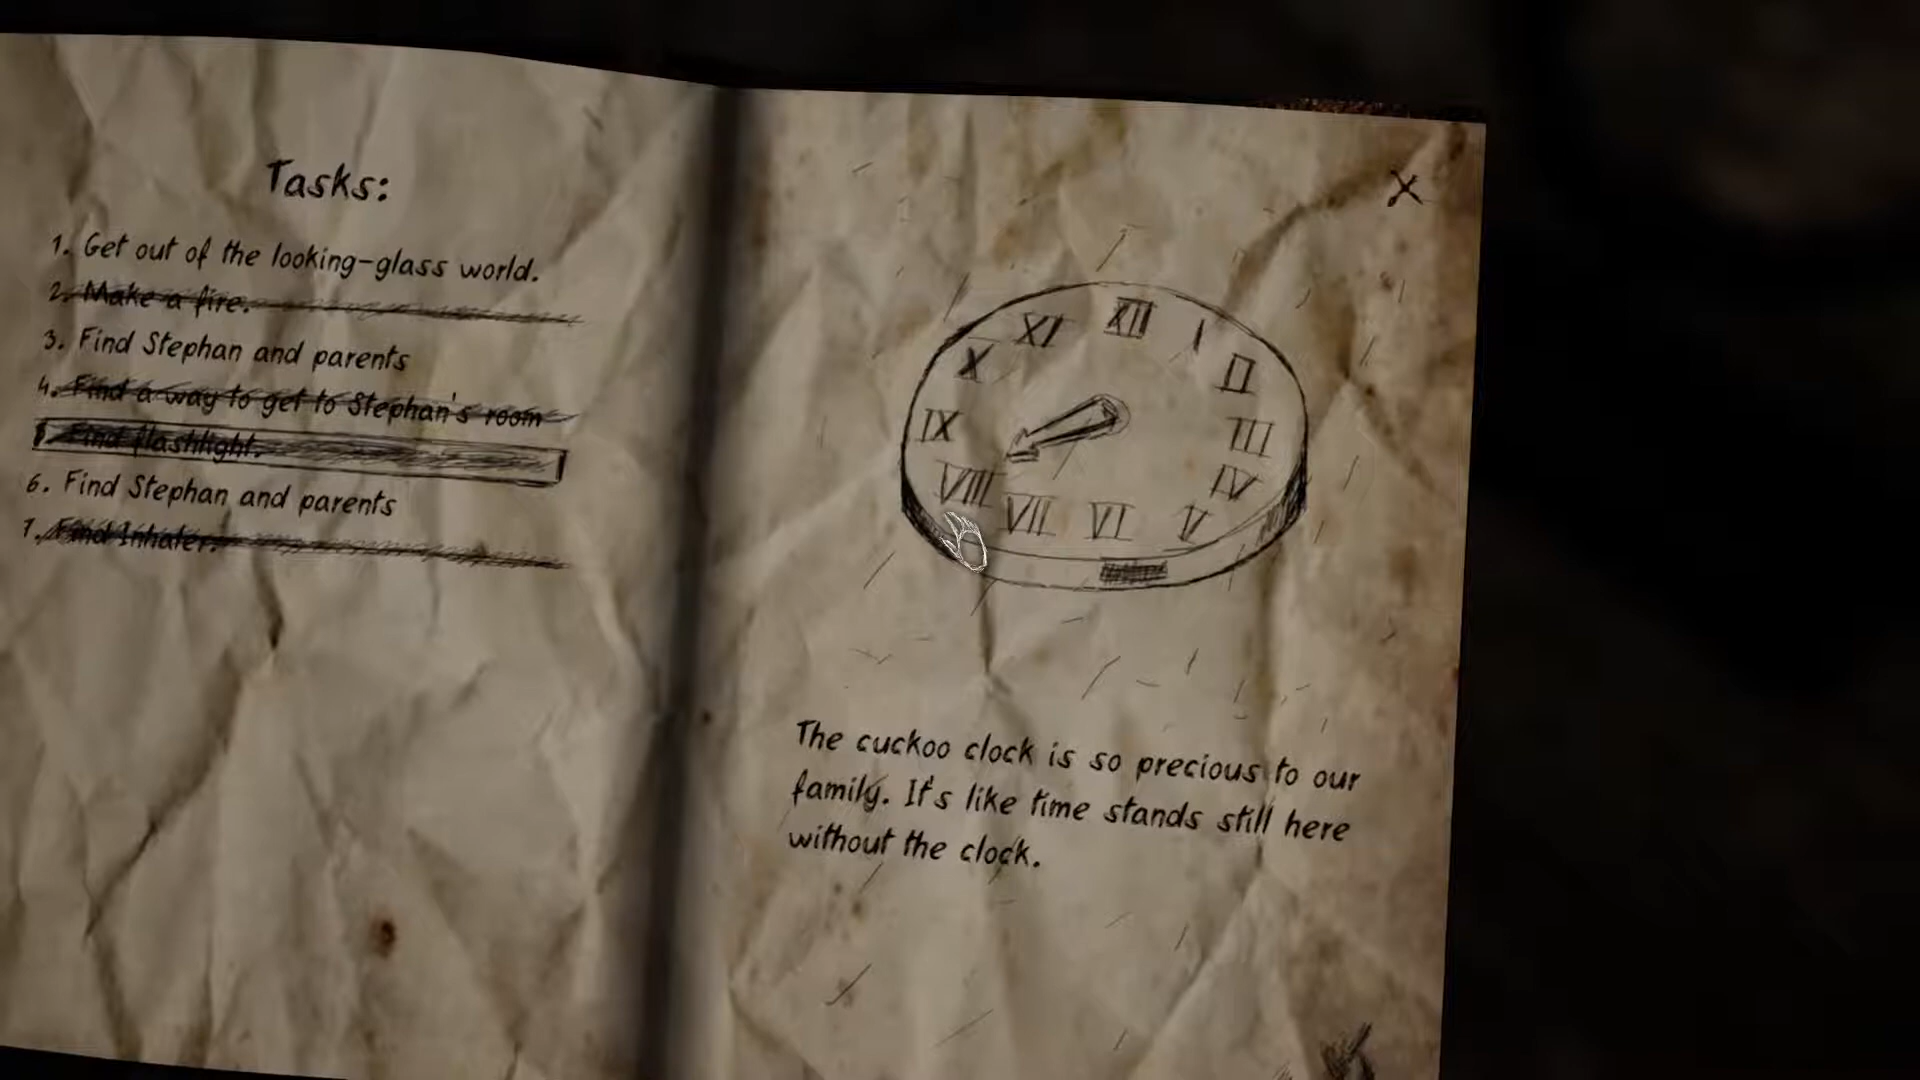 Tasks:
1. Get out of the looking-glass world.
2. Make a fire.
3. Find Stephan and parents
4. Find a way to get to Stephan's room
5. Find flashlight.
6. Find Stephan and parents
7. Find Inhaler.
XII
I
II
III
IV
V
VI
VII
VIII
IX
X
XI
The cuckoo clock is so precious to our
family. It's like time stands still here
without the clock.